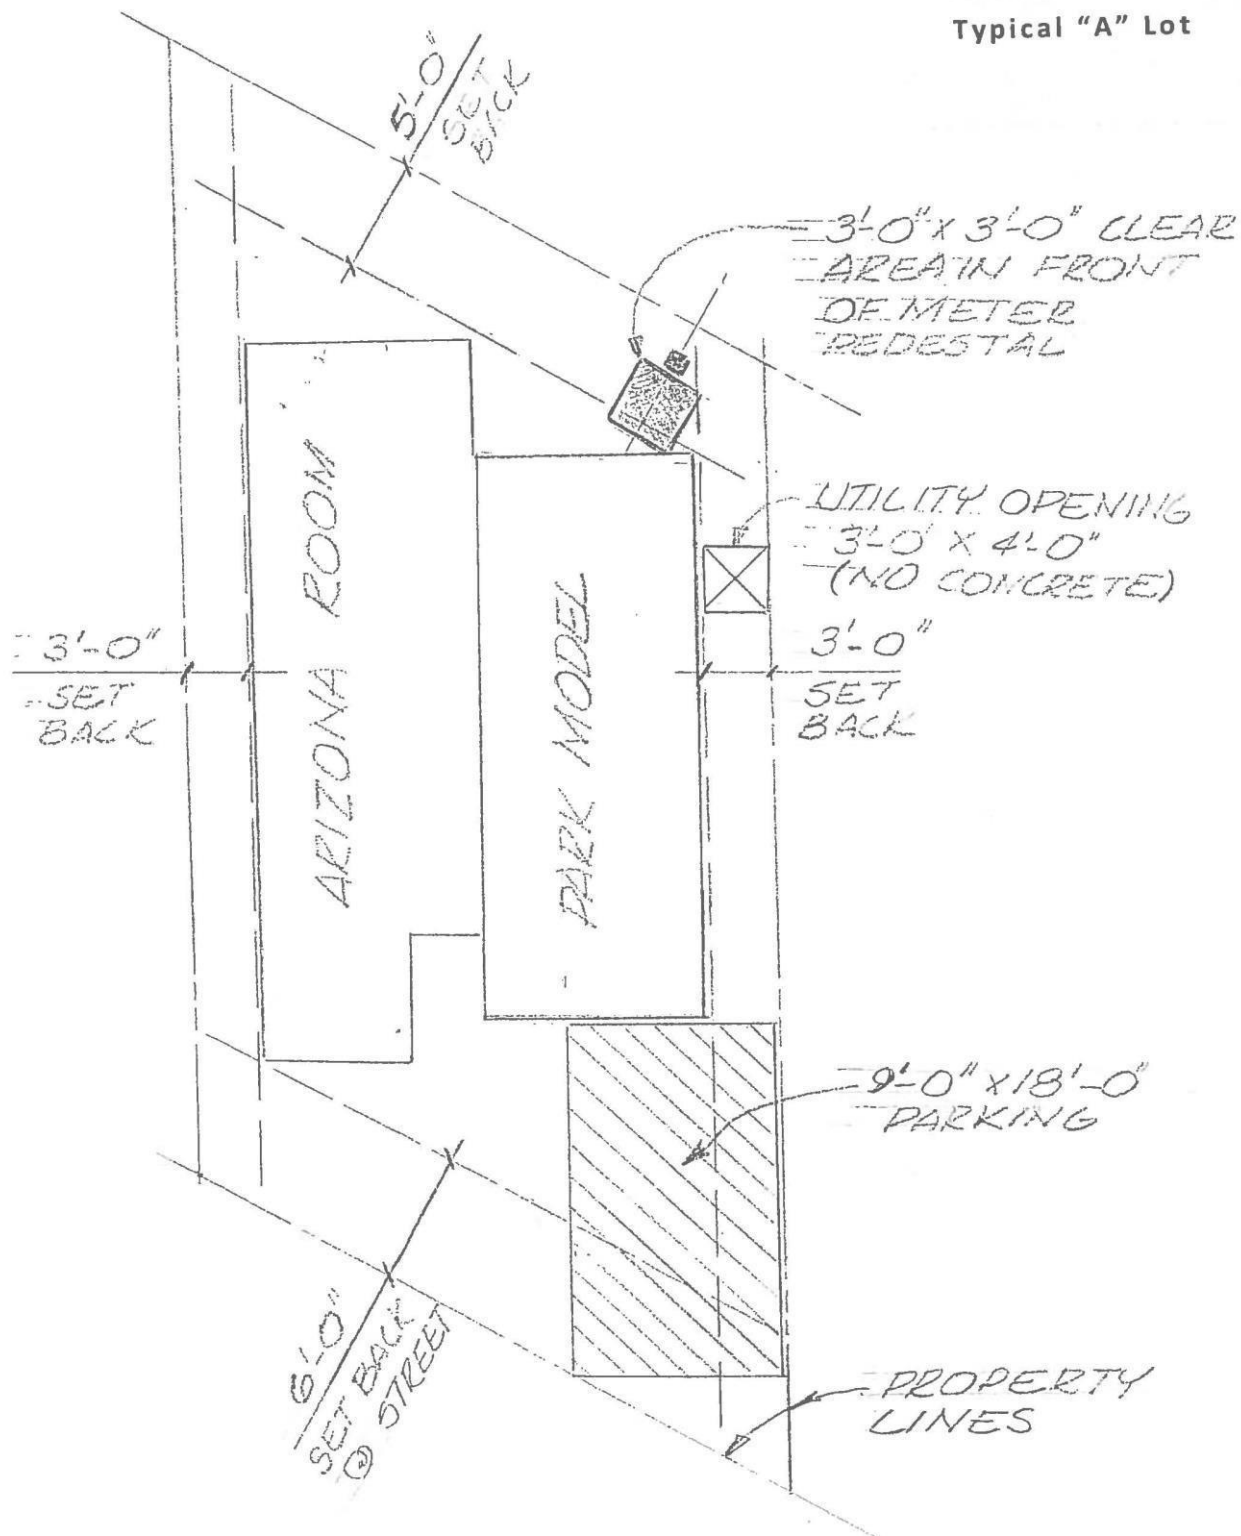 Typical “A” Lot
5'-0"
SET
BACK
3'-0" X 3'-0" CLEAR
AREA IN FRONT
OF METER
PEDESTAL
ARIZONA ROOM
PARK MODEL
UTILITY OPENING
3'-0" X 4'-0"
(NO CONCRETE)
3'-0"
SET
BACK
3'-0"
SET
BACK
9'-0" X 18'-0"
PARKING
6'-0"
SET BACK
@ STREET
PROPERTY
LINES